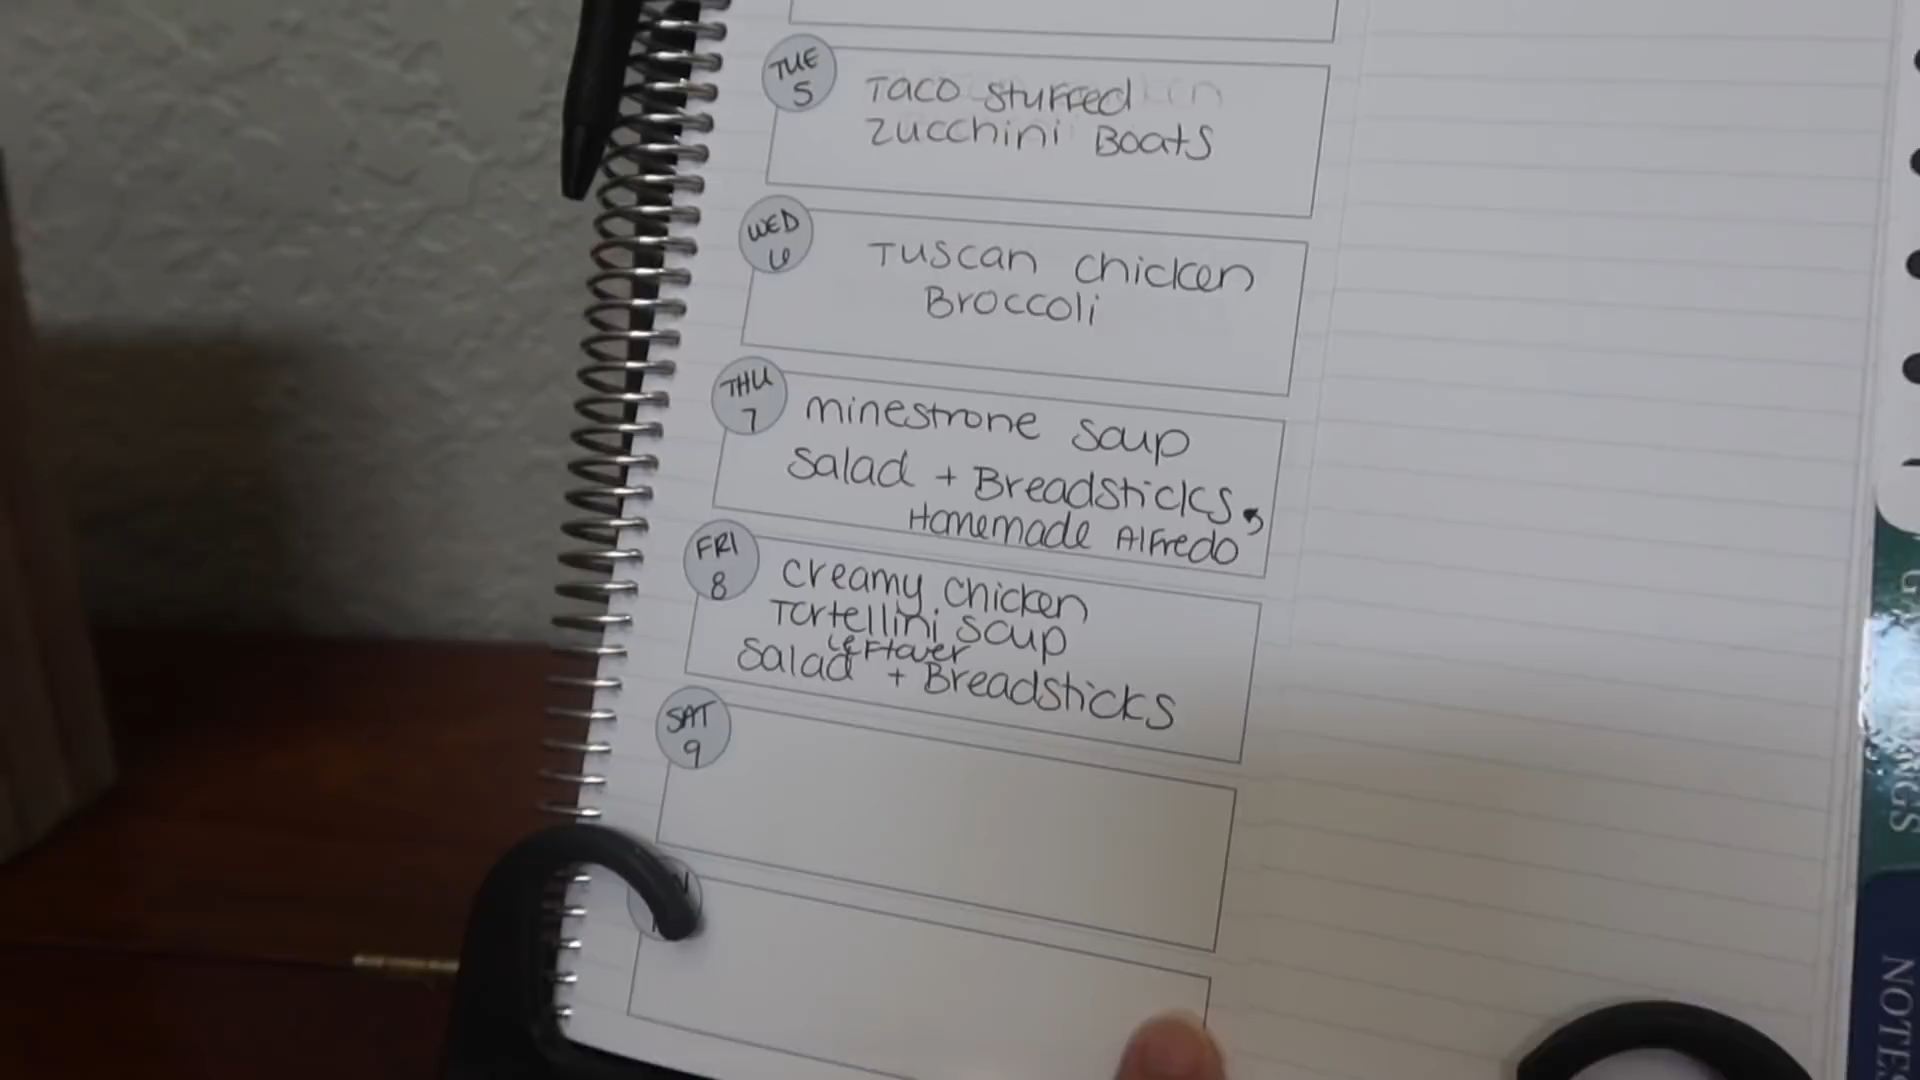 TUE
5
Taco Stuffed
Zucchini Boats
WED
6
Tuscan Chicken
Broccoli
THU
7
minestrone soup
Salad + Breadsticks,
Homemade Alfredo
FRI
8
creamy chicken
Tortellini soup
leftover
Salad + Breadsticks
SAT
9
NOTES